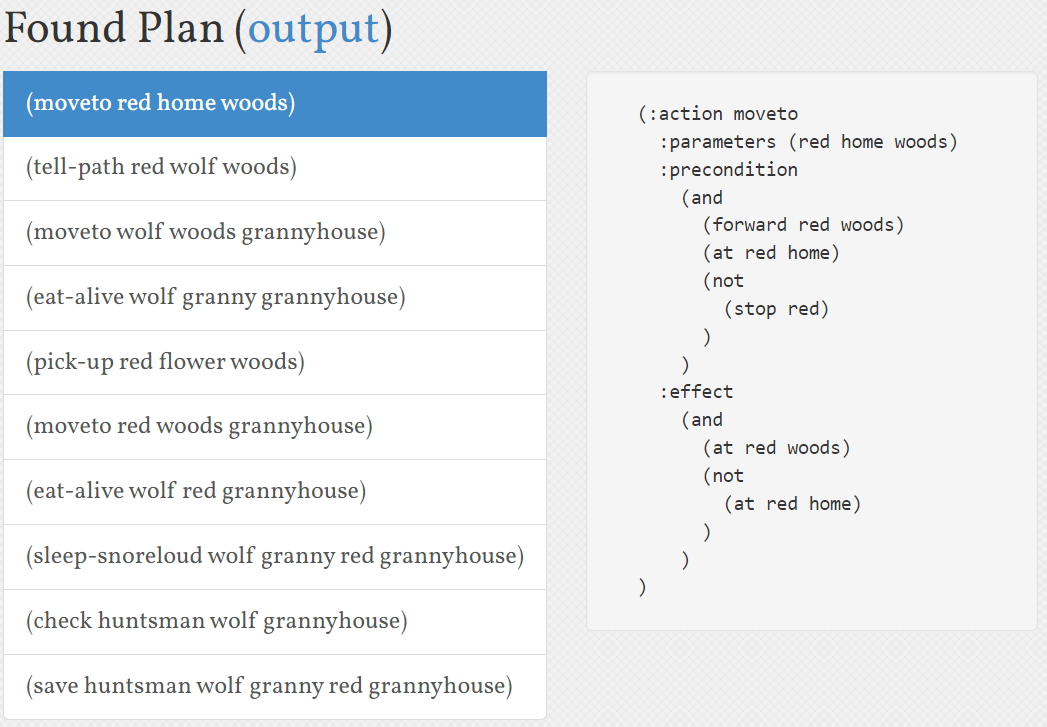 Found Plan (output)
(moveto red home woods)
(tell-path red wolf woods)
(moveto wolf woods grannyhouse)
(eat-alive wolf granny grannyhouse)
(pick-up red flower woods)
(moveto red woods grannyhouse)
(eat-alive wolf red grannyhouse)
(sleep-snoreloud wolf granny red grannyhouse)
(check huntsman wolf grannyhouse)
(save huntsman wolf granny red grannyhouse)
(:action moveto
  :parameters (red home woods)
  :precondition
    (and
      (forward red woods)
      (at red home)
      (not
        (stop red)
      )
    )
  :effect
    (and
      (at red woods)
      (not
        (at red home)
      )
    )
)